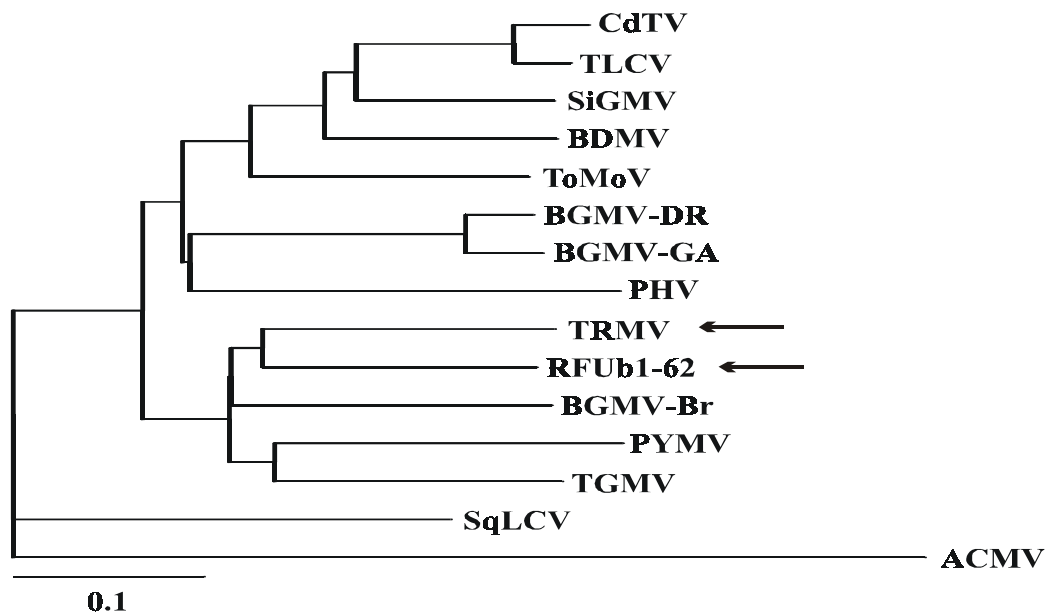 CdTV
TLCV
SiGMV
BDMV
ToMoV
BGMV-DR
BGMV-GA
PHV
TRMV
RFUb1-62
BGMV-Br
PYMV
TGMV
SqLCV
ACMV
0.1